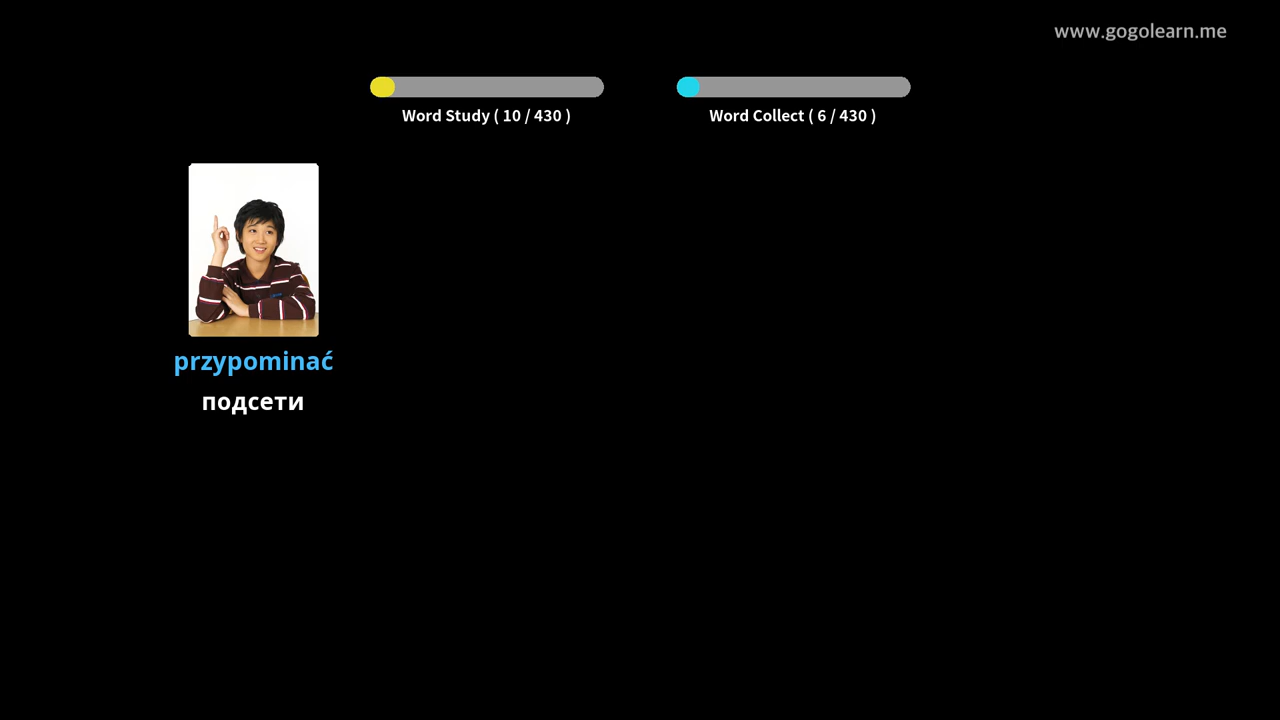 www.gogolearn.me
Word Study ( 10 / 430 )
Word Collect ( 6 / 430 )
przypominać
подсети